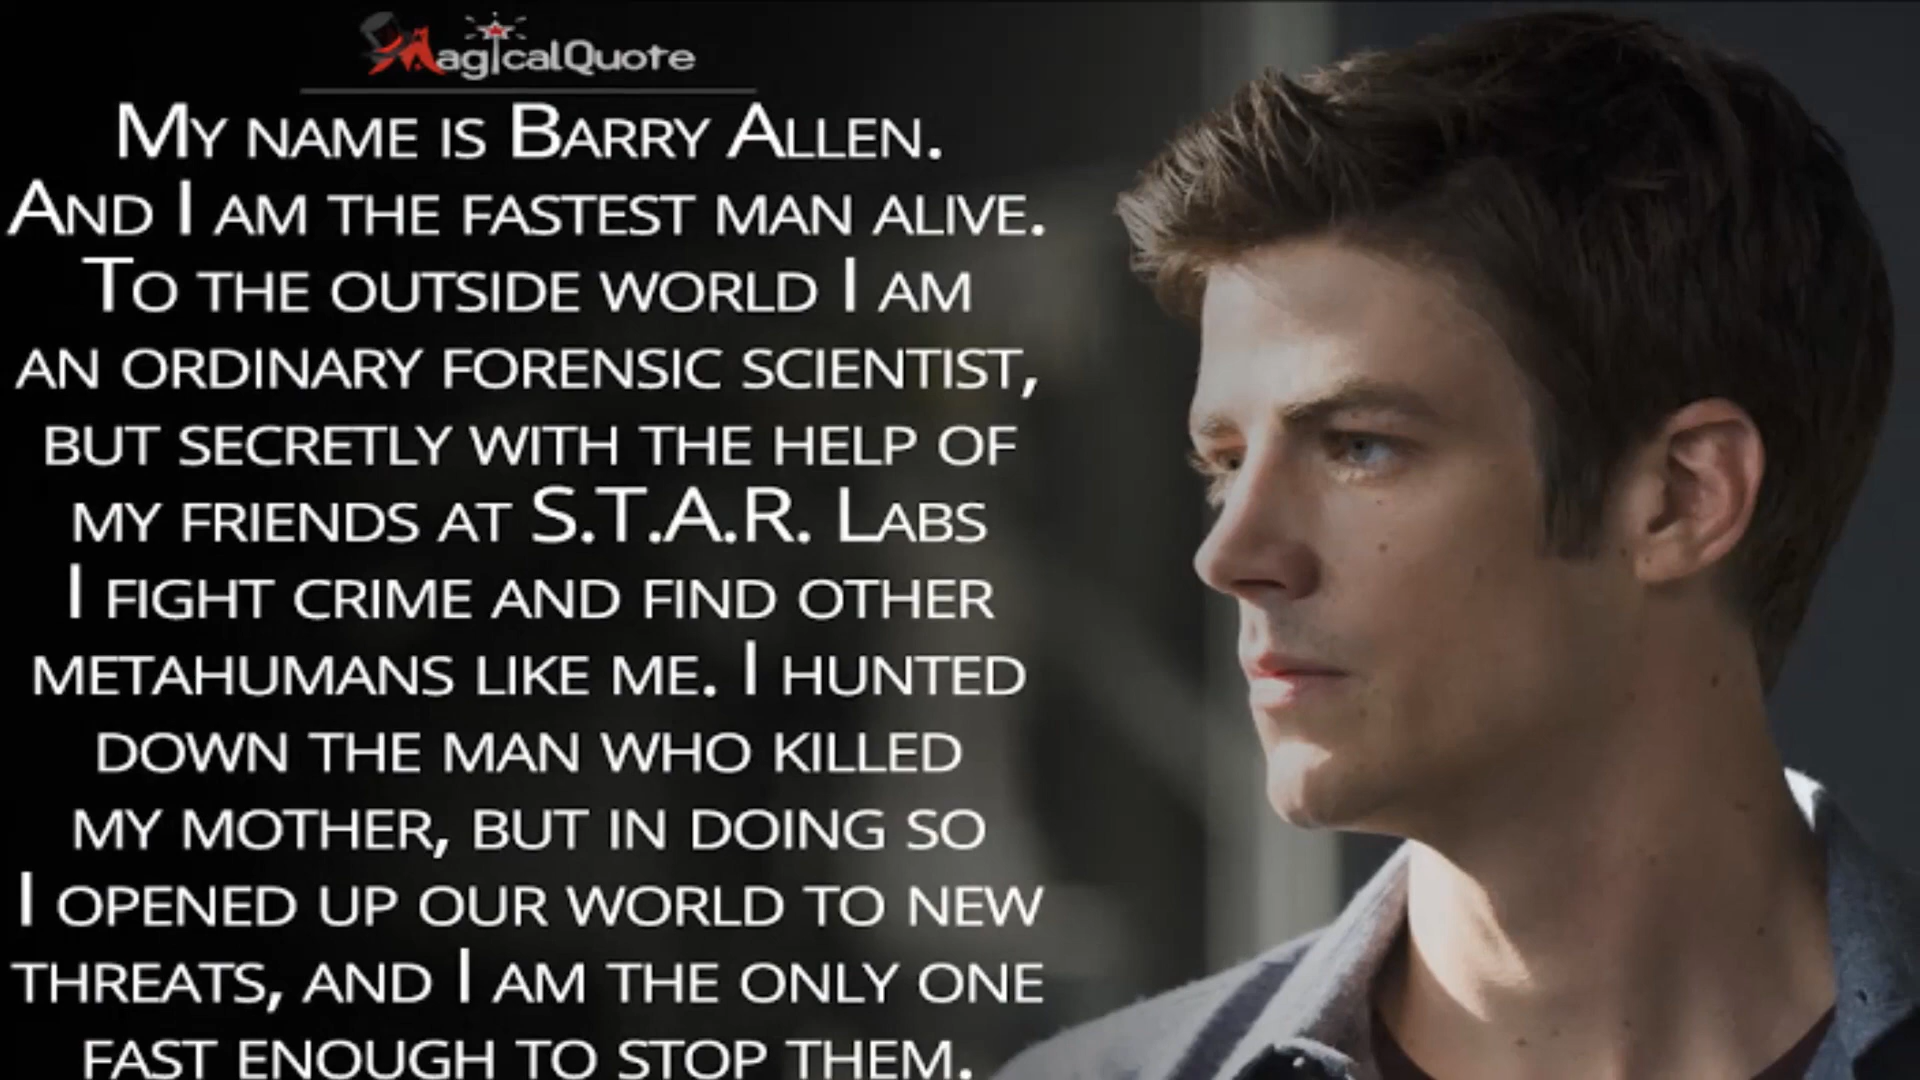 MagicalQuote
My name is Barry Allen.
And I am the fastest man alive.
To the outside world I am
an ordinary forensic scientist,
but secretly with the help of
my friends at S.T.A.R. Labs
I fight crime and find other
metahumans like me. I hunted
down the man who killed
my mother, but in doing so
I opened up our world to new
threats, and I am the only one
fast enough to stop them.